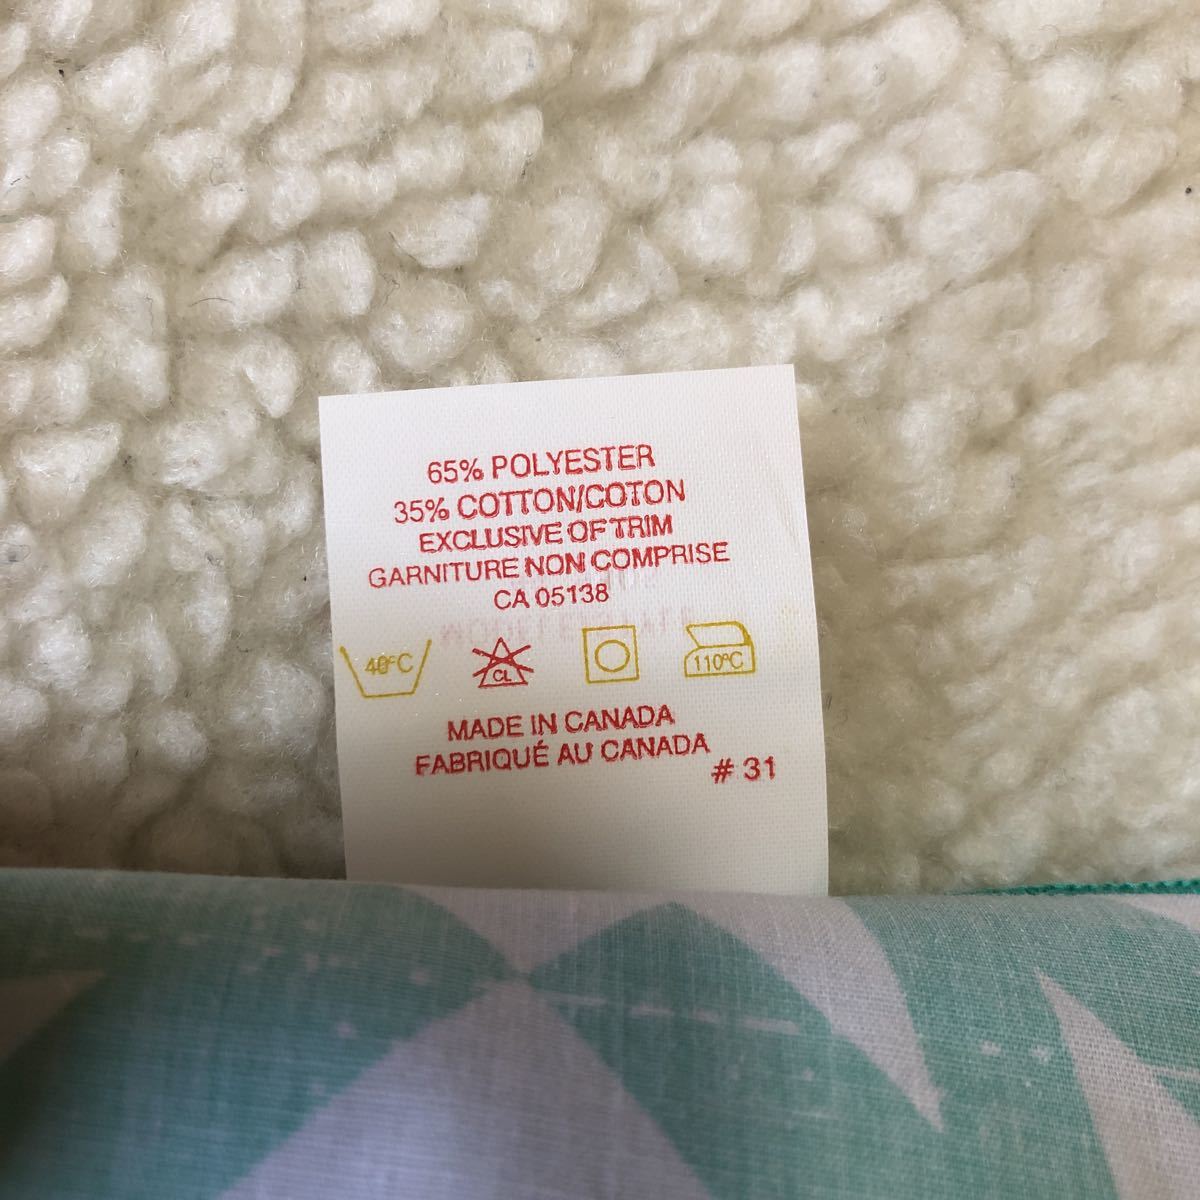 65% POLYESTER
35% COTTON/COTON
EXCLUSIVE OF TRIM
GARNITURE NON COMPRISE
CA 05138
40°C CL 110°C
MADE IN CANADA
FABRIQUÉ AU CANADA
# 31